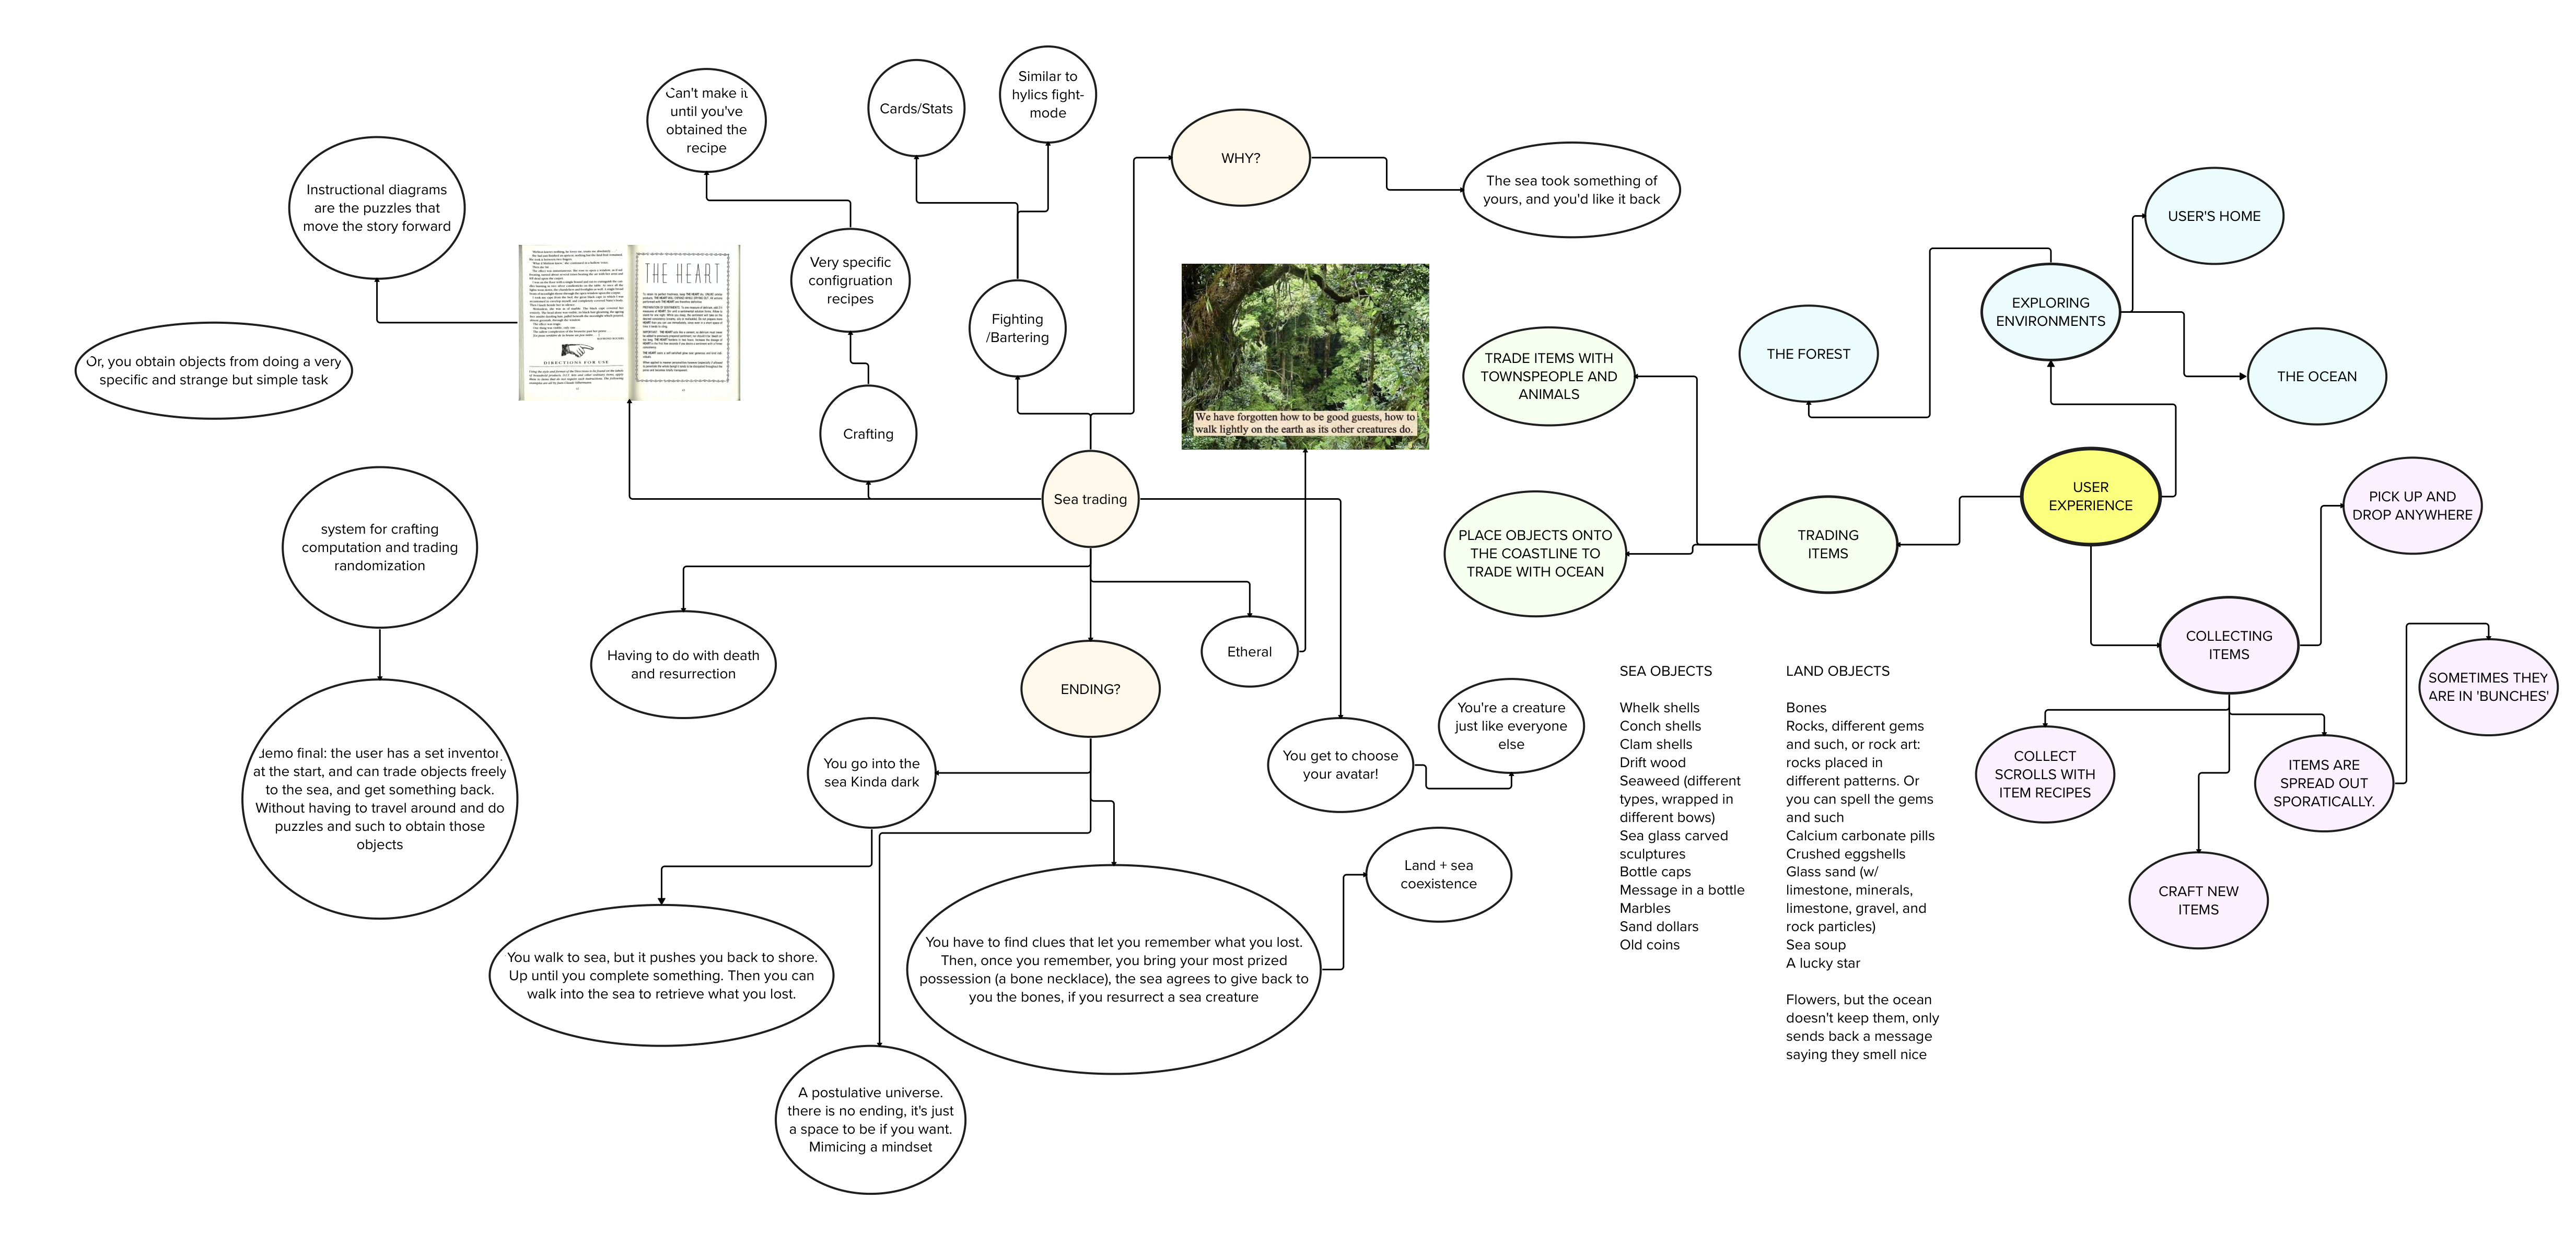 Can't make it
until you've
obtained the
recipe
Cards/Stats
Similar to
hylics fight-
mode
WHY?
The sea took something of
yours, and you'd like it back
Instructional diagrams
are the puzzles that
move the story forward
Or, you obtain objects from doing a very
specific and strange but simple task
DIRECTIONS FOR USE
THE HEART
Very specific
configruation
recipes
Fighting
/Bartering
Crafting
Sea trading
We have forgotten how to be good guests, how to
walk lightly on the earth as its other creatures do.
system for crafting
computation and trading
randomization
demo final: the user has a set inventory
at the start, and can trade objects freely
to the sea, and get something back.
Without having to travel around and do
puzzles and such to obtain those
objects
Having to do with death
and resurrection
ENDING?
Etheral
You go into the
sea Kinda dark
You get to choose
your avatar!
You're a creature
just like everyone
else
Land + sea
coexistence
You walk to sea, but it pushes you back to shore.
Up until you complete something. Then you can
walk into the sea to retrieve what you lost.
You have to find clues that let you remember what you lost.
Then, once you remember, you bring your most prized
possession (a bone necklace), the sea agrees to give back to
you the bones, if you resurrect a sea creature
A postulative universe.
there is no ending, it's just
a space to be if you want.
Mimicing a mindset
USER'S HOME
EXPLORING
ENVIRONMENTS
THE FOREST
THE OCEAN
TRADE ITEMS WITH
TOWNSPEOPLE AND
ANIMALS
PLACE OBJECTS ONTO
THE COASTLINE TO
TRADE WITH OCEAN
TRADING
ITEMS
USER
EXPERIENCE
PICK UP AND
DROP ANYWHERE
COLLECTING
ITEMS
SOMETIMES THEY
ARE IN 'BUNCHES'
COLLECT
SCROLLS WITH
ITEM RECIPES
ITEMS ARE
SPREAD OUT
SPORATICALLY.
CRAFT NEW
ITEMS
SEA OBJECTS
Whelk shells
Conch shells
Clam shells
Drift wood
Seaweed (different
types, wrapped in
different bows)
Sea glass carved
sculptures
Bottle caps
Message in a bottle
Marbles
Sand dollars
Old coins
LAND OBJECTS
Bones
Rocks, different gems
and such, or rock art:
rocks placed in
different patterns. Or
you can spell the gems
and such
Calcium carbonate pills
Crushed eggshells
Glass sand (w/
limestone, minerals,
limestone, gravel, and
rock particles)
Sea soup
A lucky star
Flowers, but the ocean
doesn't keep them, only
sends back a message
saying they smell nice